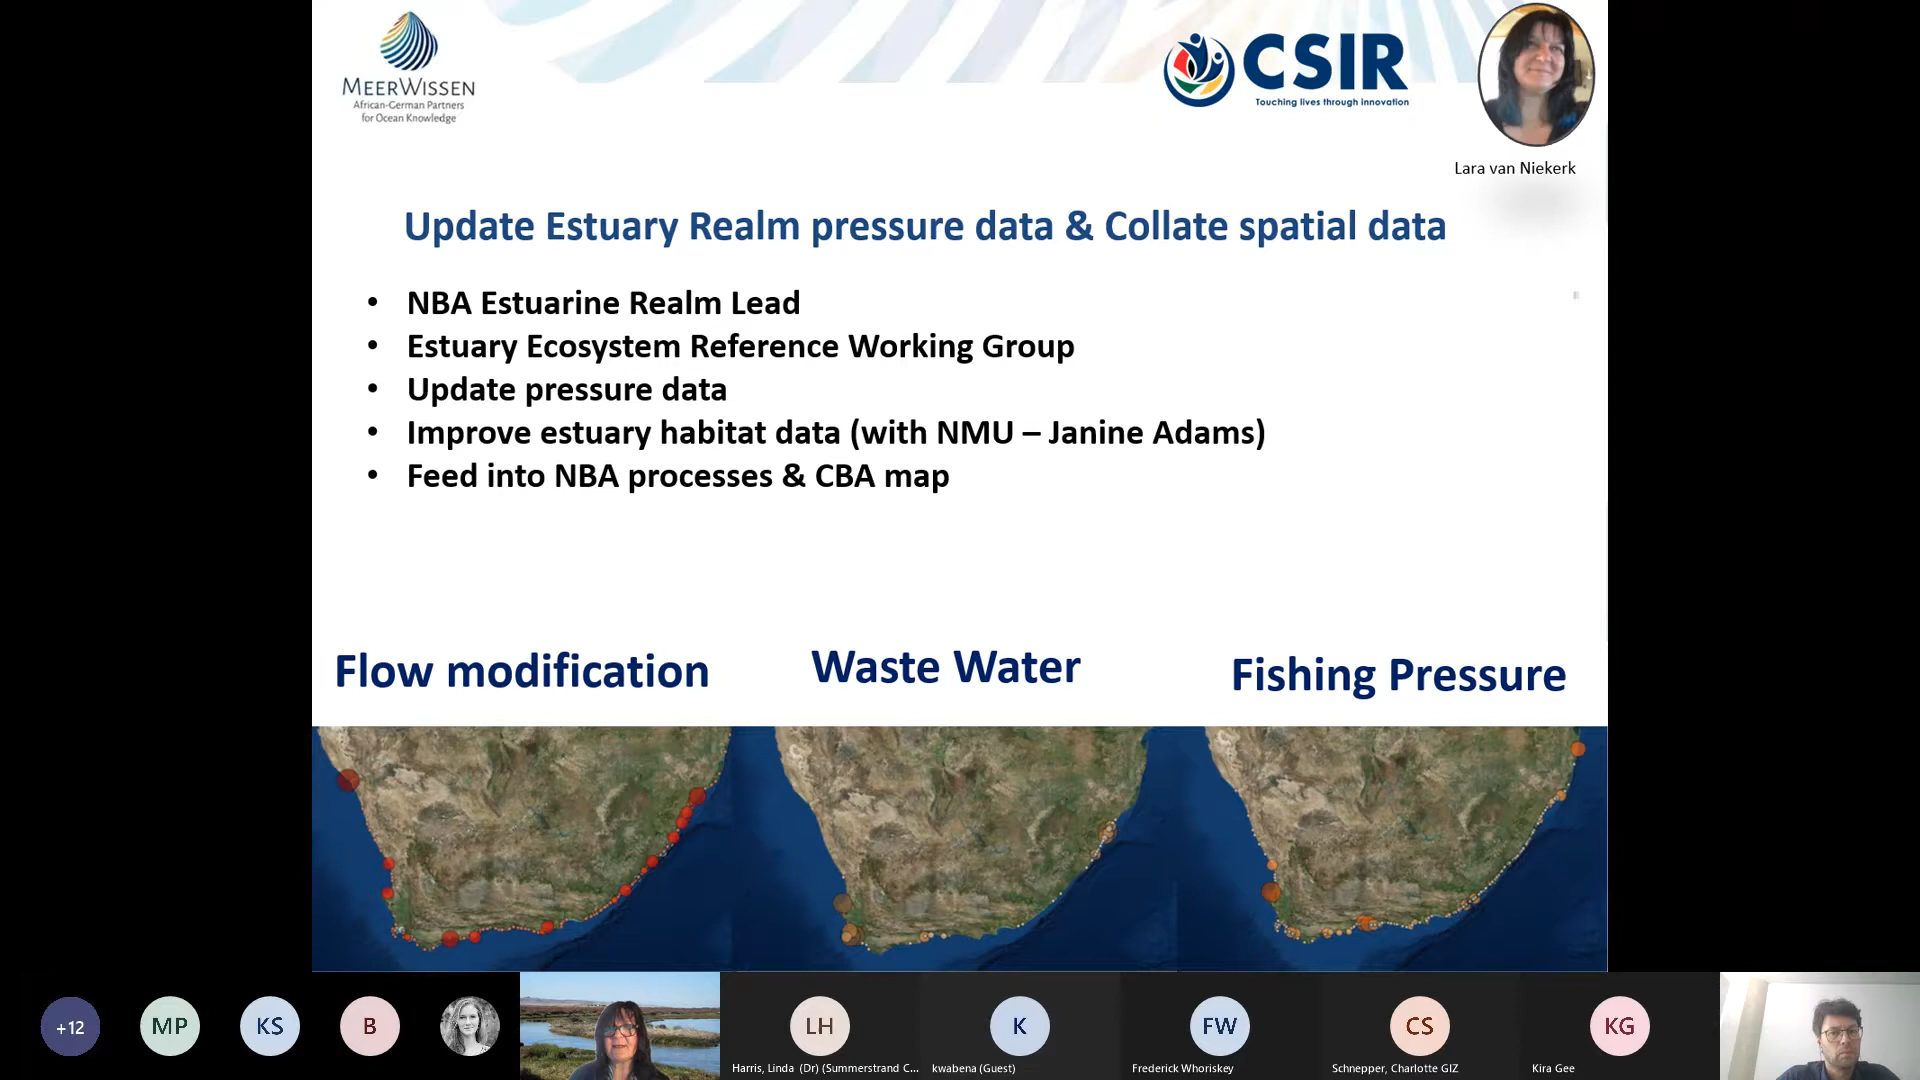 MEERWISSEN
African-German Partners
for Ocean Knowledge
CSIR
Touching lives through innovation
Lara van Niekerk
Update Estuary Realm pressure data & Collate spatial data
• NBA Estuarine Realm Lead
• Estuary Ecosystem Reference Working Group
• Update pressure data
• Improve estuary habitat data (with NMU – Janine Adams)
• Feed into NBA processes & CBA map
Flow modification
Waste Water
Fishing Pressure
+12
MP
KS
B
LH
K
FW
CS
KG
Harris, Linda (Dr) (Summerstrand C...
kwabena (Guest)
Frederick Whoriskey
Schnepper, Charlotte GIZ
Kira Gee